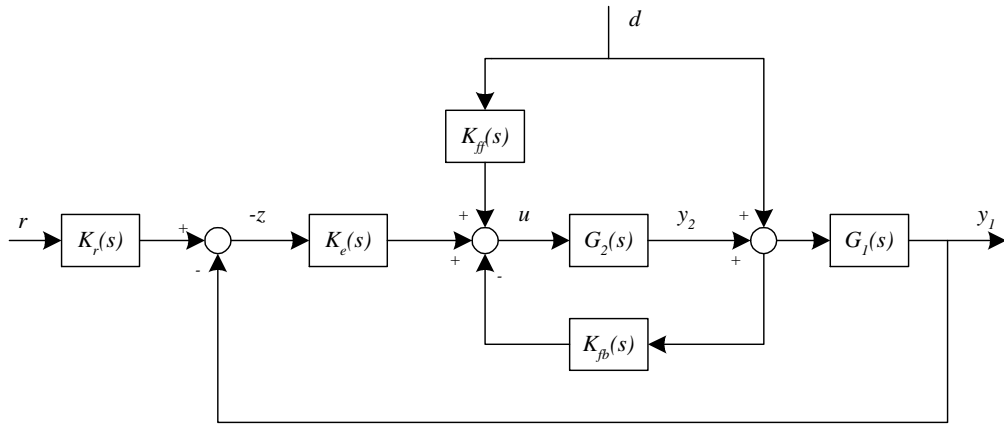 d
K_ff(s)
r
K_r(s)
+
-
-z
K_e(s)
+
+
-
u
G_2(s)
y_2
+
+
G_1(s)
y_1
K_fb(s)